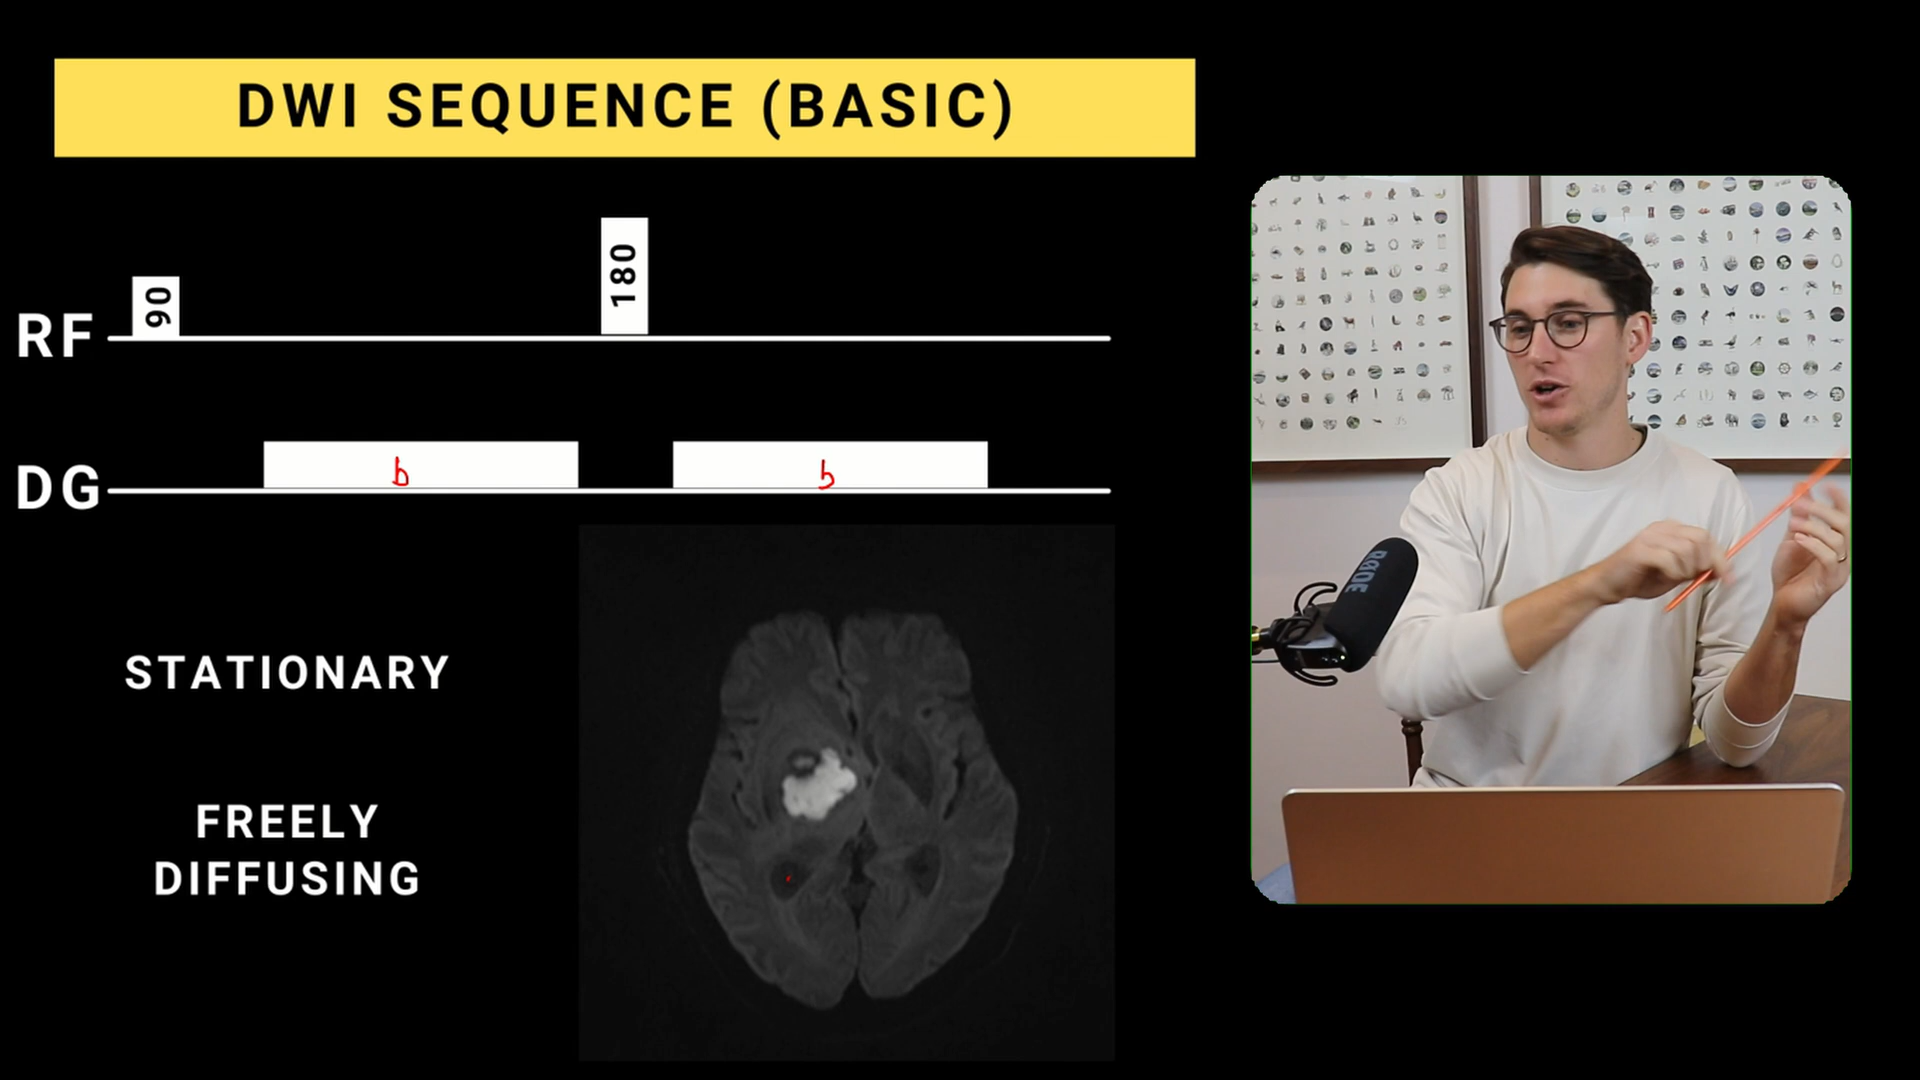 DWI SEQUENCE (BASIC)
RF
90
180
DG
b
b
STATIONARY
FREELY
DIFFUSING
RØDE